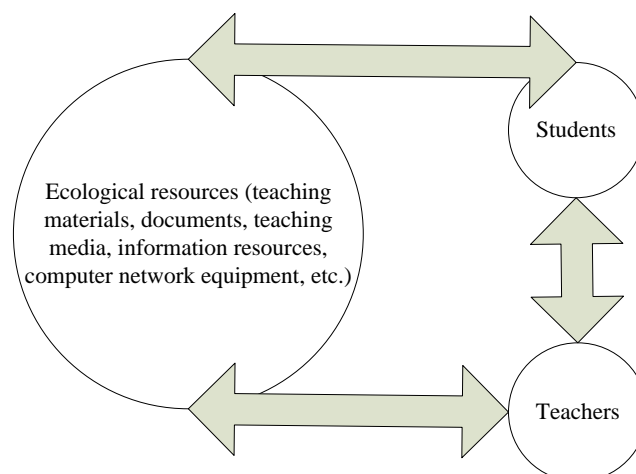 Students
Ecological resources (teaching
materials, documents, teaching
media, information resources,
computer network equipment, etc.)
Teachers